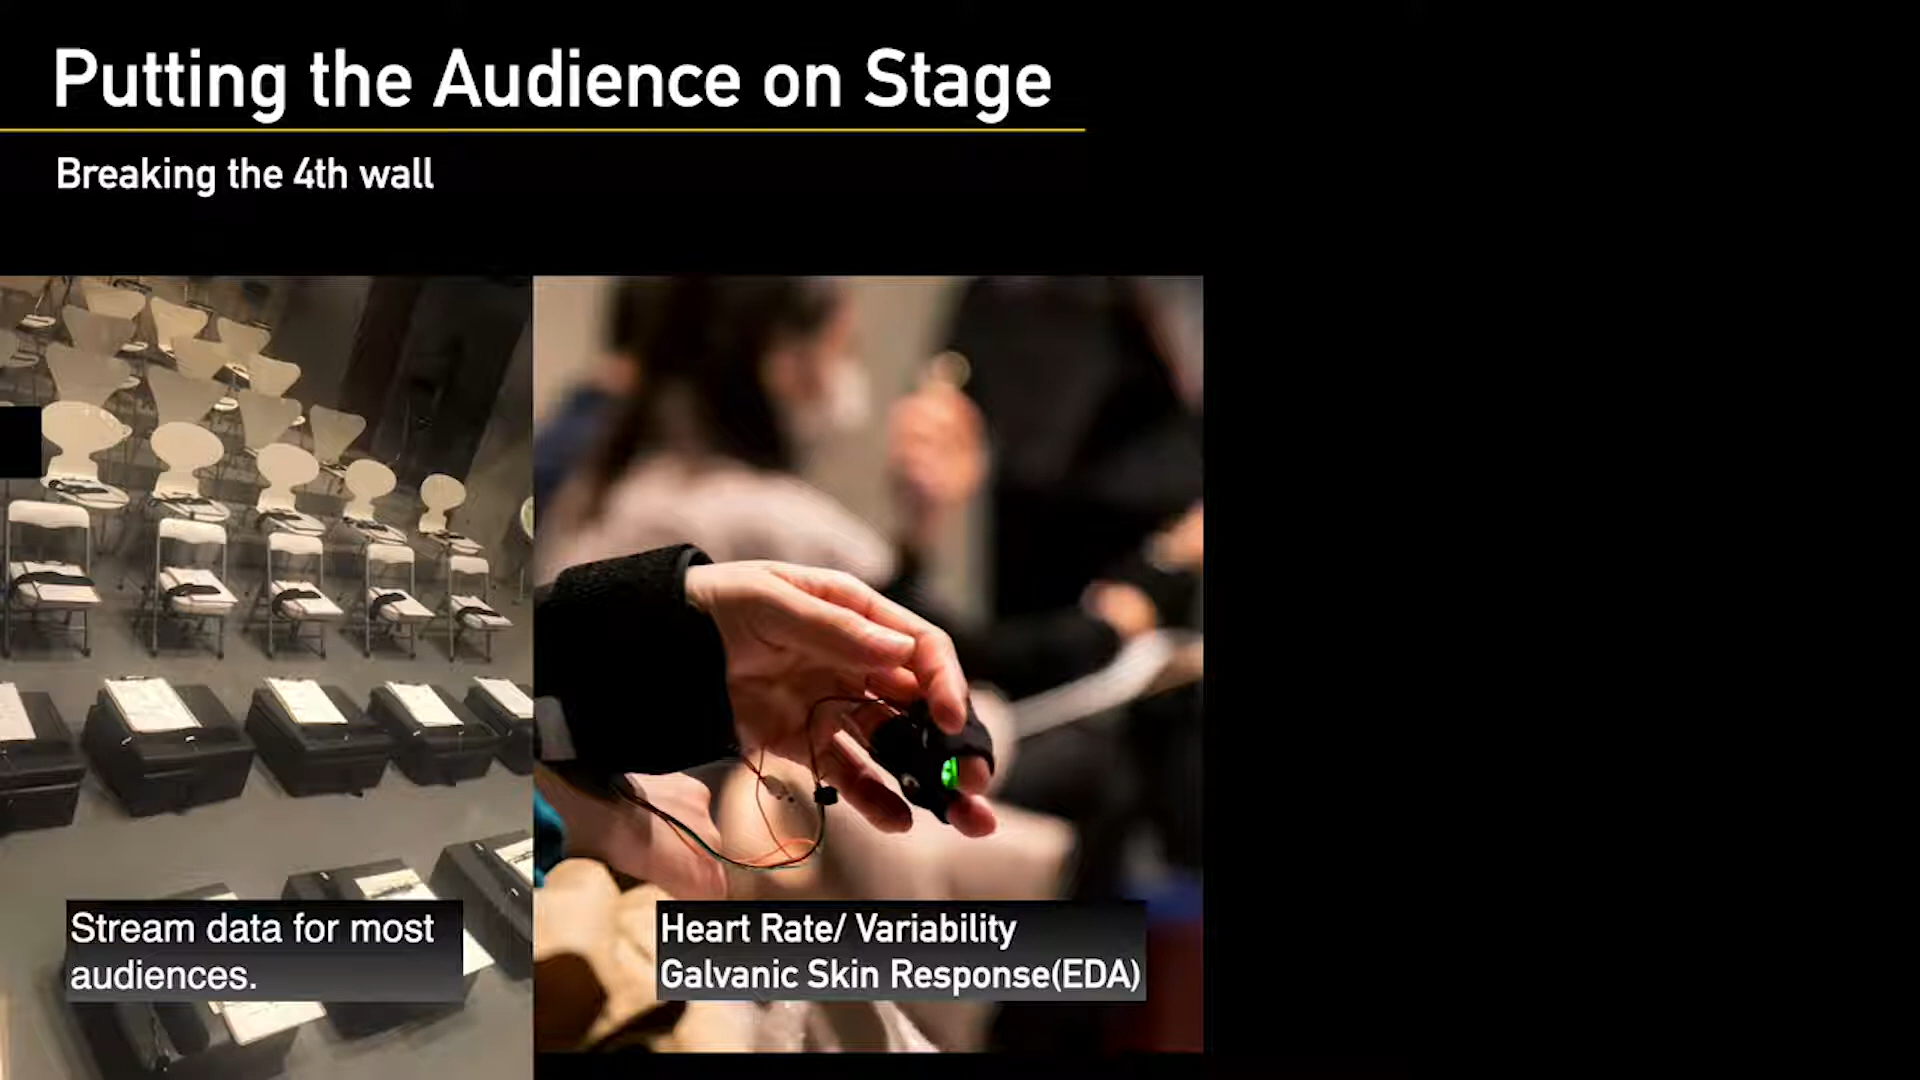 Putting the Audience on Stage
Breaking the 4th wall
Stream data for most
audiences.
Heart Rate/ Variability
Galvanic Skin Response(EDA)